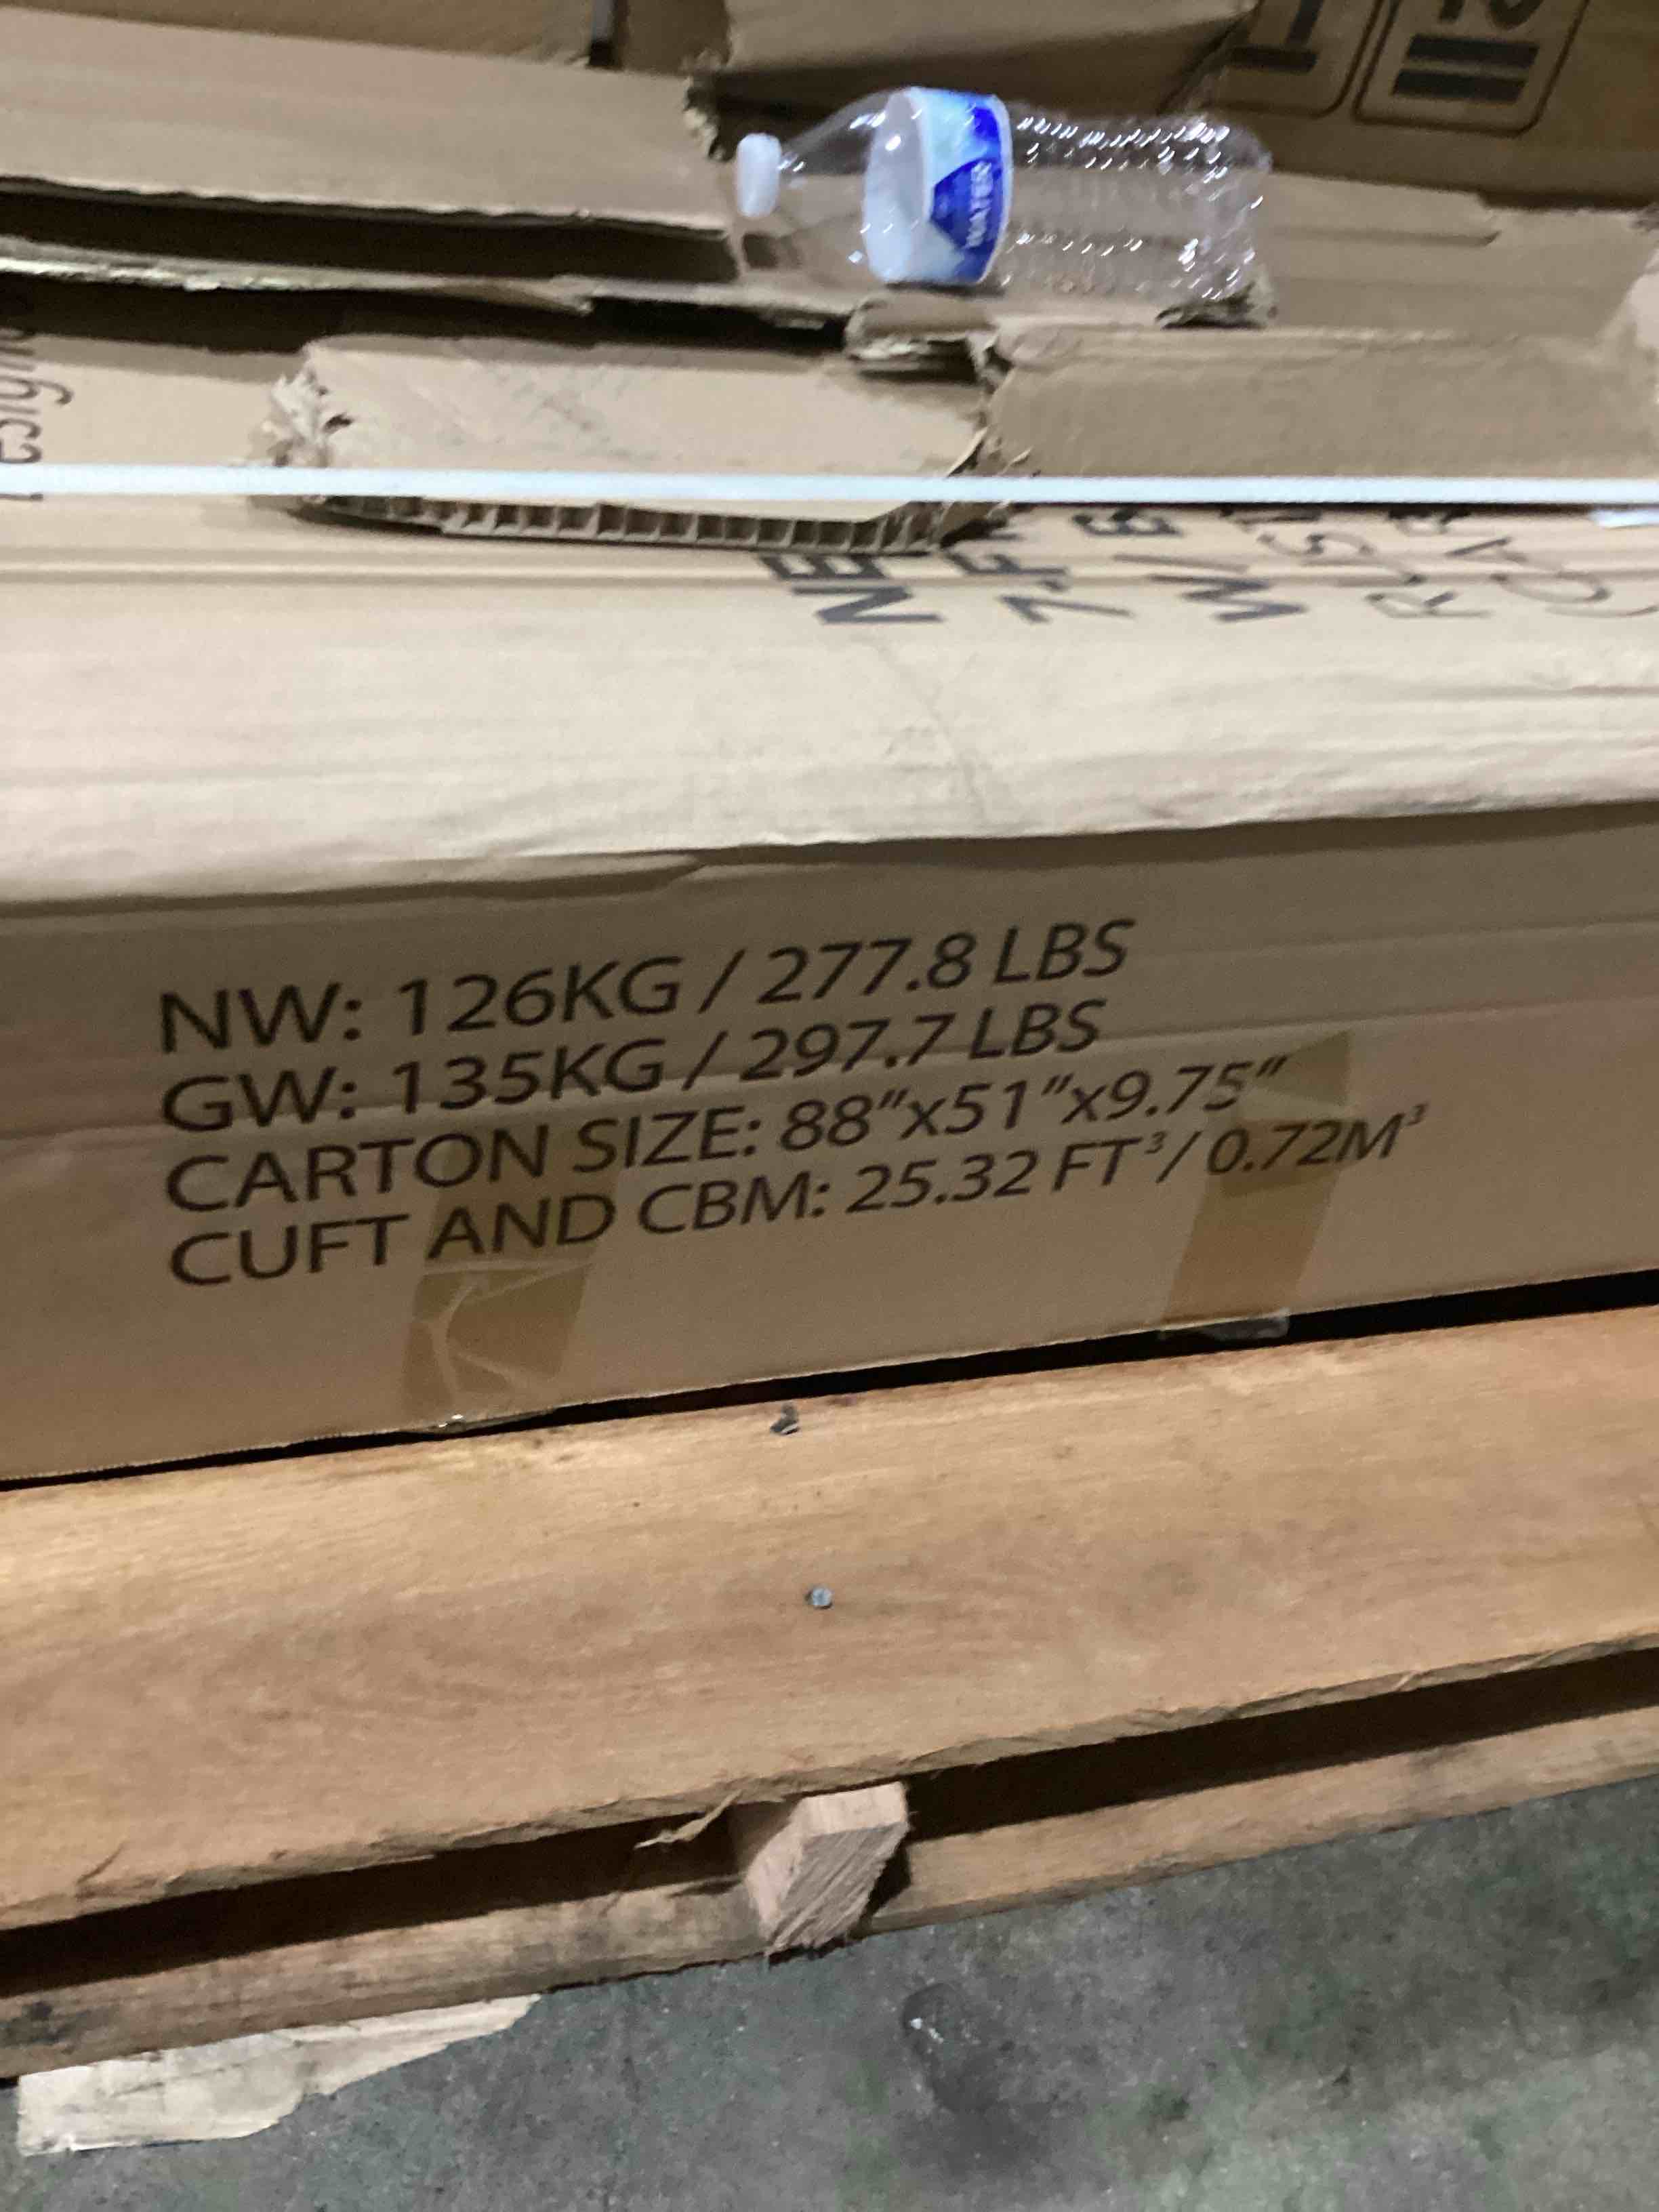 WATER
NW: 126KG / 277.8 LBS
GW: 135KG / 297.7 LBS
CARTON SIZE: 88"x51"x9.75"
CUFT AND CBM: 25.32 FT³/ 0.72M³